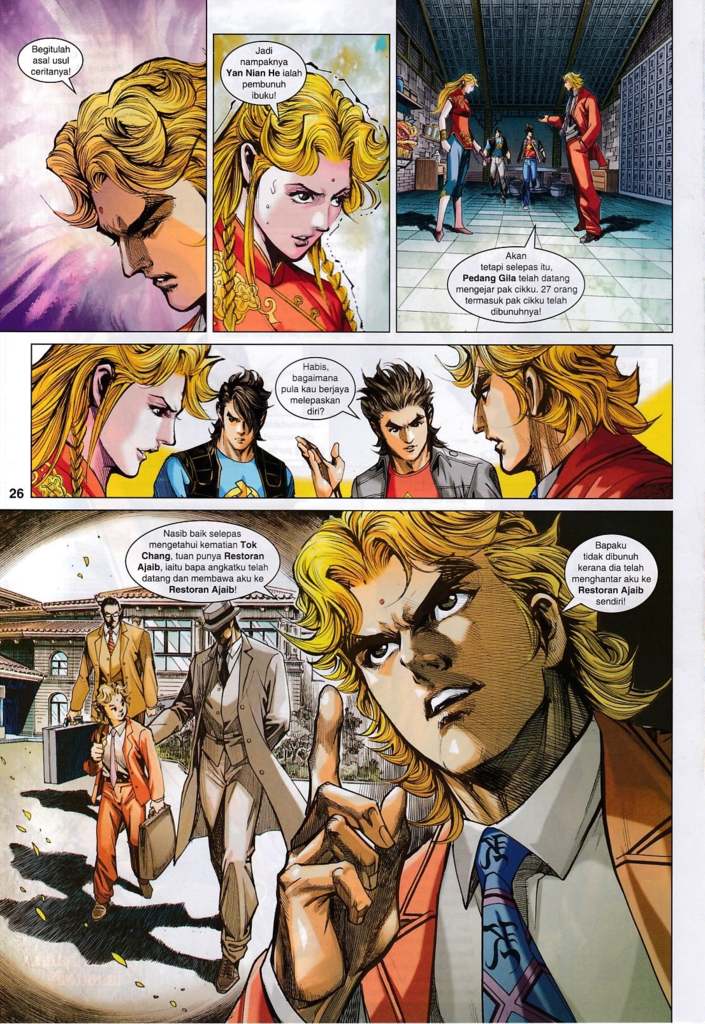 Begitulah
asal usul
ceritanya!
Jadi
nampaknya
Yan Nian He ialah
pembunuh
ibuku!
Akan
tetapi selepas itu,
Pedang Gila telah datang
mengejar pak cikku. 27 orang
termasuk pak cikku telah
dibunuhnya!
Habis,
bagaimana
pula kau berjaya
melepaskan
diri?
26
Nasib baik selepas
mengetahui kematian Tok
Chang, tuan punya Restoran
Ajaib, iaitu bapa angkatku telah
datang dan membawa aku ke
Restoran Ajaib!
Bapaku
tidak dibunuh
kerana dia telah
menghantar aku ke
Restoran Ajaib
sendiri!